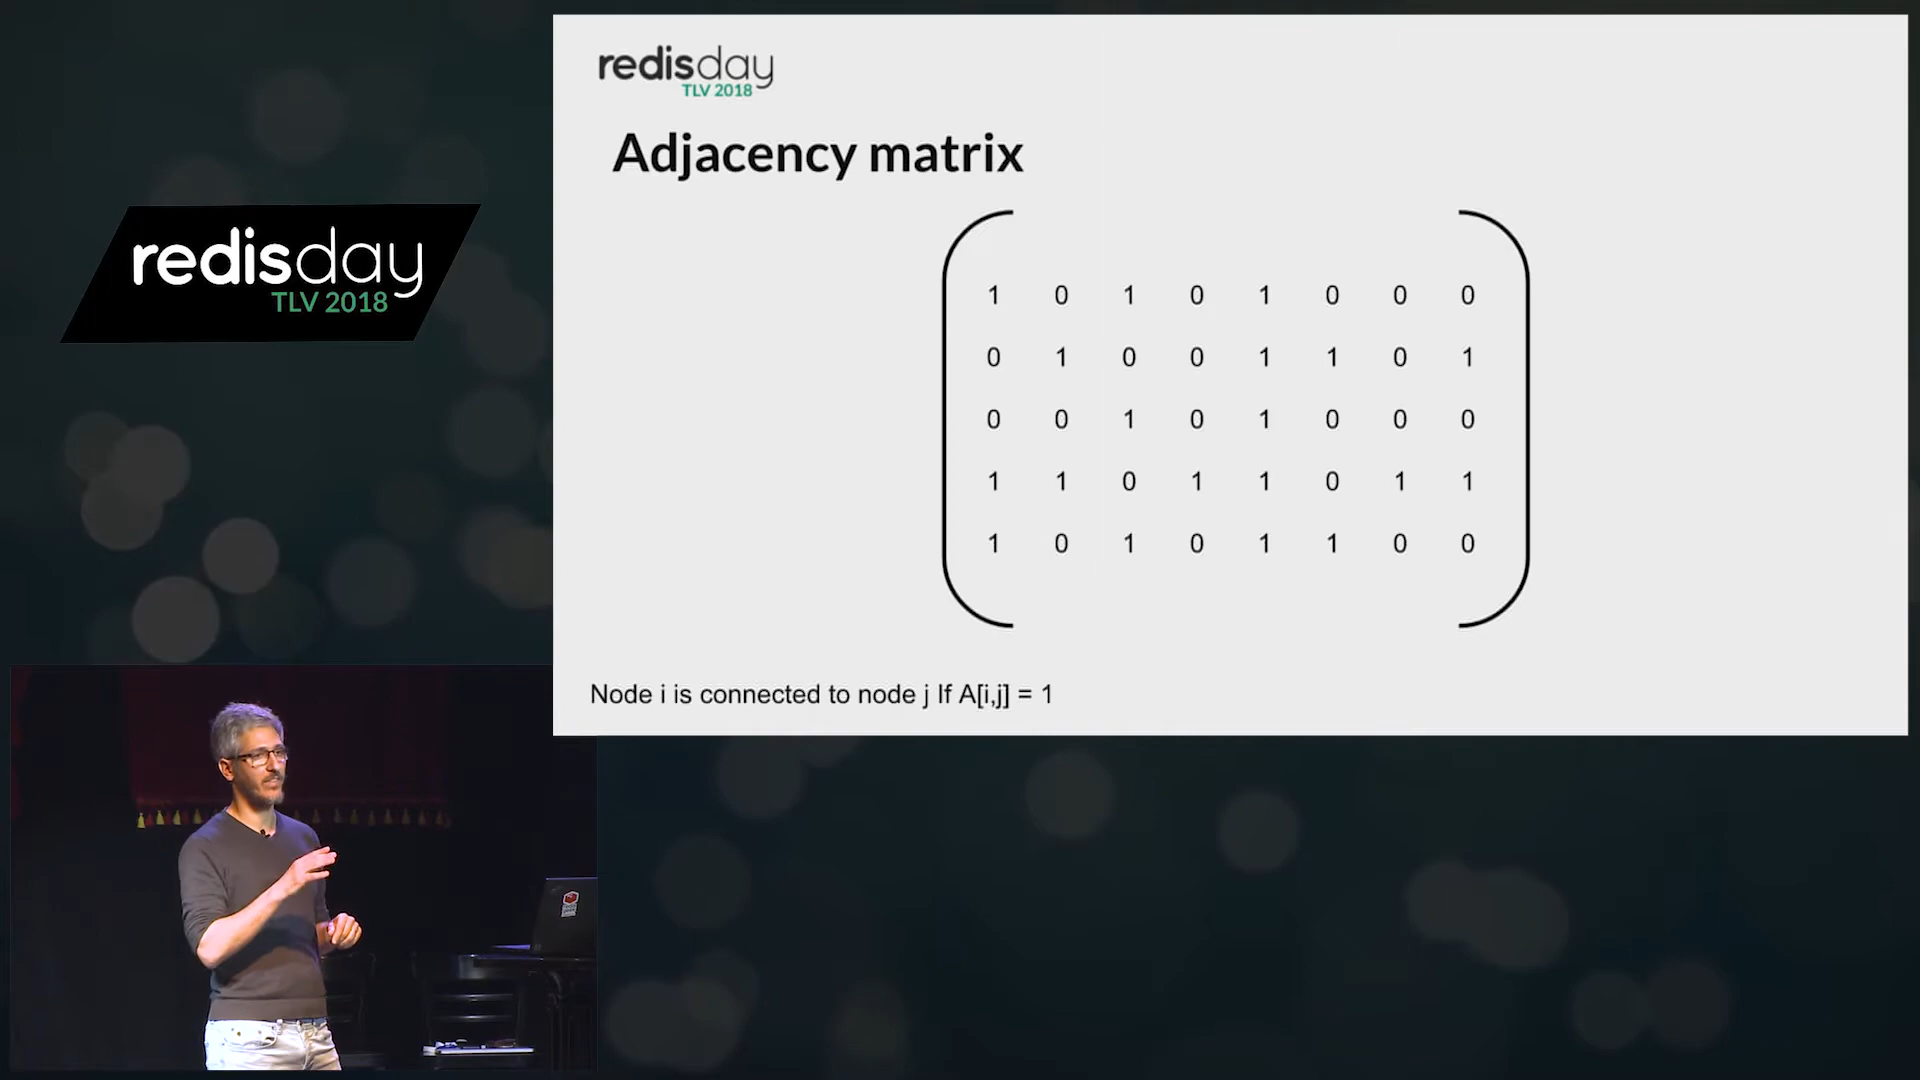 redisday
TLV 2018
redisday
TLV 2018
Adjacency matrix
1 0 1 0 1 0 0 0
0 1 0 0 1 1 0 1
0 0 1 0 1 0 0 0
1 1 0 1 1 0 1 1
1 0 1 0 1 1 0 0
Node i is connected to node j If A[i,j] = 1